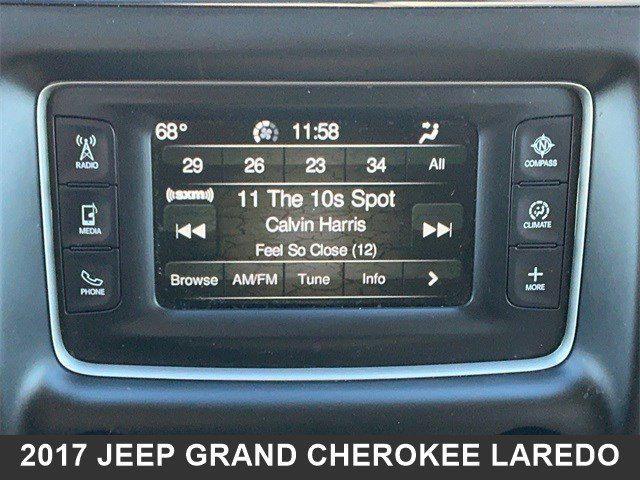 68° 11:58
RADIO 29 26 23 34 All COMPASS
((sxm)) 11 The 10s Spot
MEDIA Calvin Harris CLIMATE
Feel So Close (12)
PHONE Browse AM/FM Tune Info > + MORE
2017 JEEP GRAND CHEROKEE LAREDO